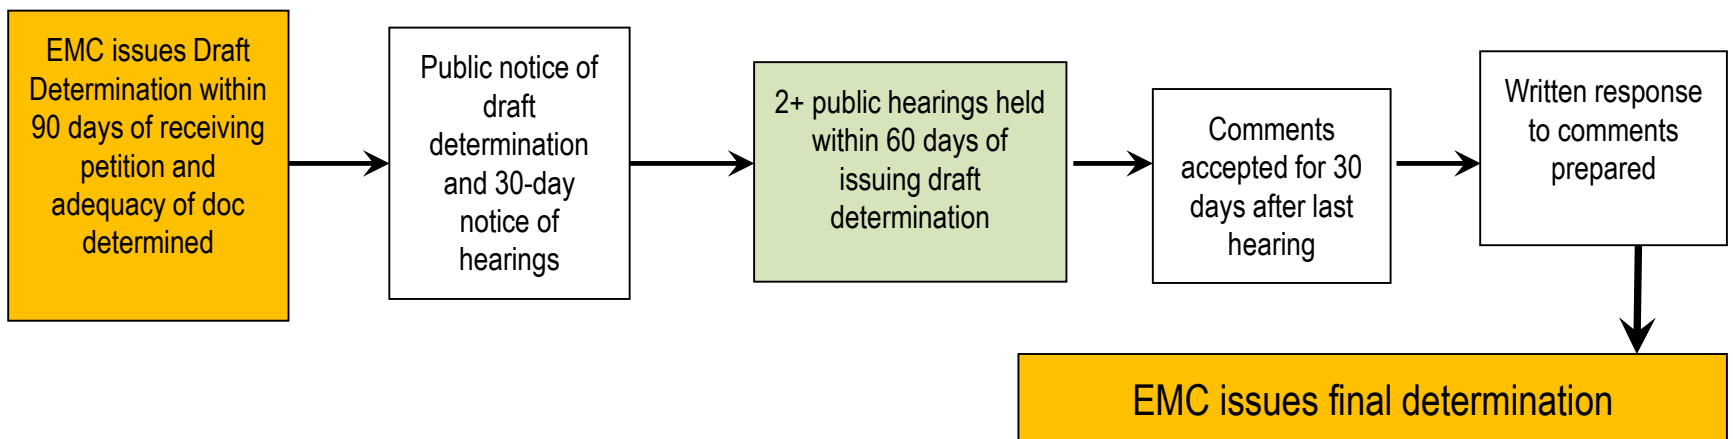 EMC issues Draft
Determination within
90 days of receiving
petition and
adequacy of doc
determined
Public notice of
draft
determination
and 30-day
notice of
hearings
2+ public hearings held
within 60 days of
issuing draft
determination
Comments
accepted for 30
days after last
hearing
Written response
to comments
prepared
EMC issues final determination